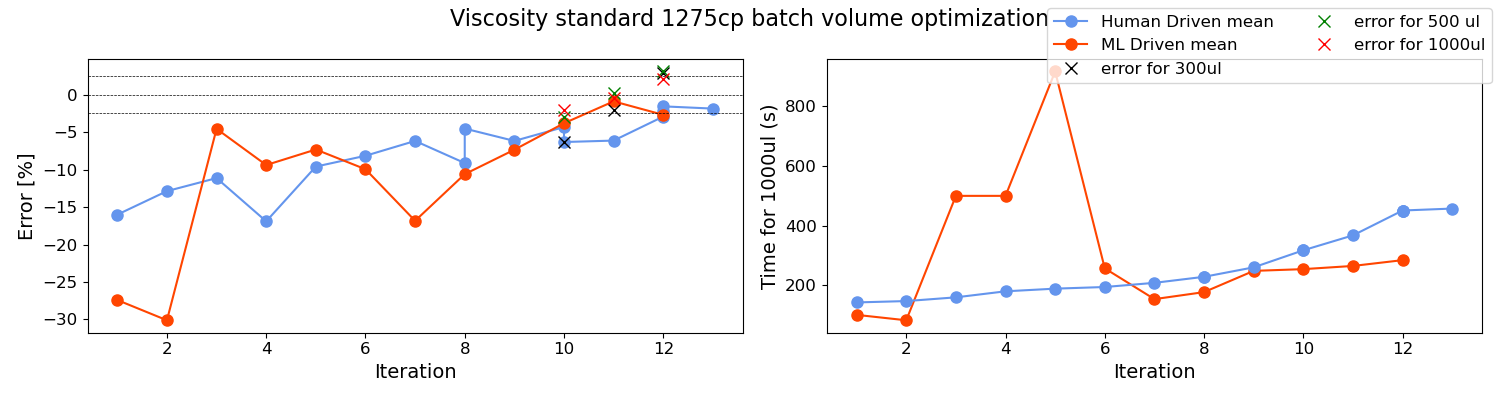 Viscosity standard 1275cp batch volume optimization
Human Driven mean
ML Driven mean
error for 300ul
error for 500 ul
error for 1000ul
Error [%]
0
−5
−10
−15
−20
−25
−30
2 4 6 8 10 12
Iteration
Time for 1000ul (s)
800
600
400
200
2 4 6 8 10 12
Iteration